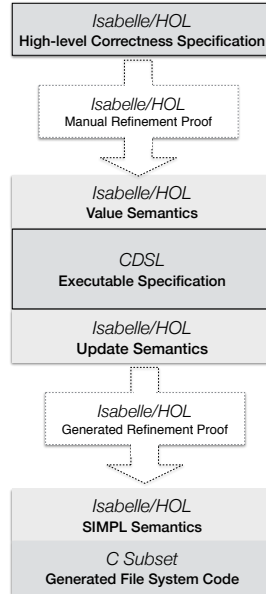 Isabelle/HOL
High-level Correctness Specification
Isabelle/HOL
Manual Refinement Proof
Isabelle/HOL
Value Semantics
CDSL
Executable Specification
Isabelle/HOL
Update Semantics
Isabelle/HOL
Generated Refinement Proof
Isabelle/HOL
SIMPL Semantics
C Subset
Generated File System Code